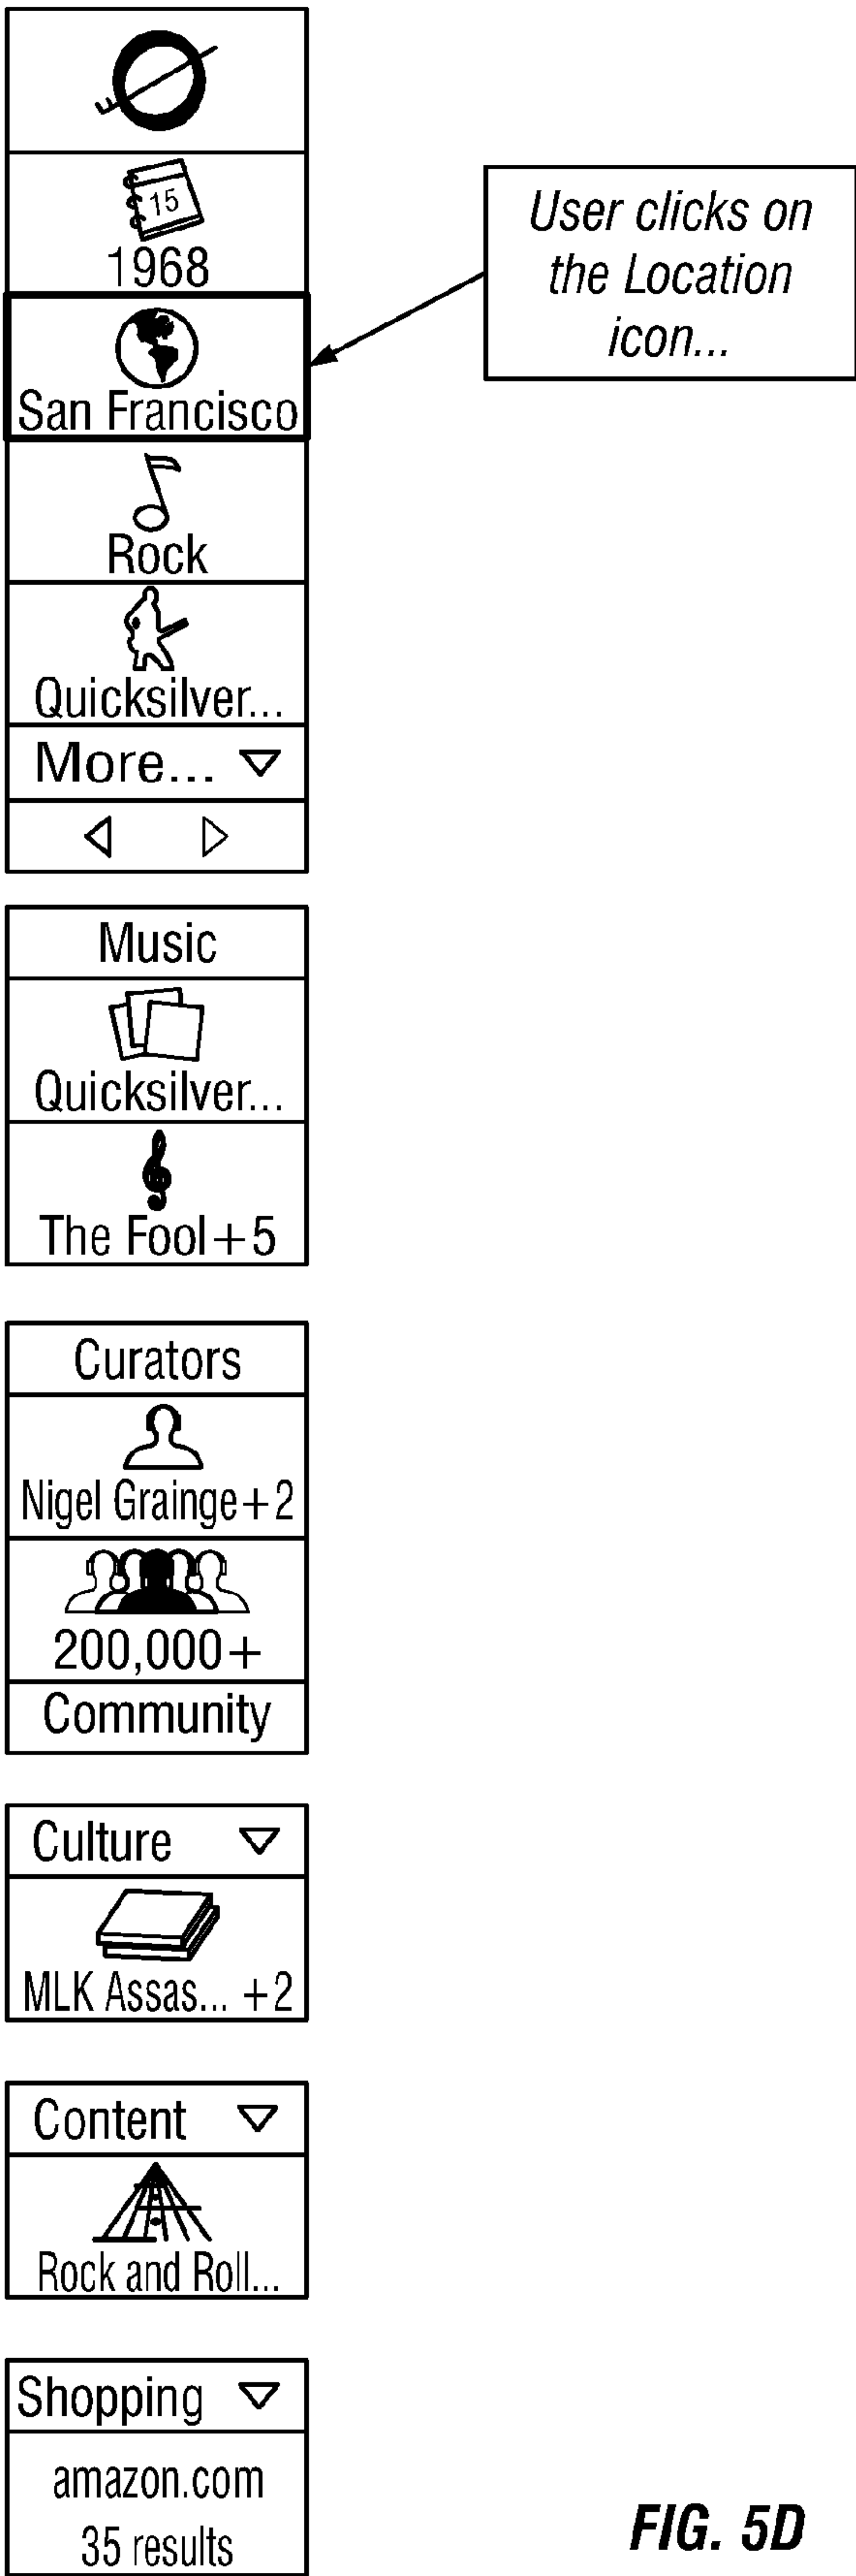 15
1968
User clicks on
the Location
icon...
San Francisco
Rock
Quicksilver...
More...
Music
Quicksilver...
The Fool+5
Curators
Nigel Grainge+2
200,000+
Community
Culture
MLK Assas... +2
Content
Rock and Roll...
Shopping
amazon.com
35 results
FIG. 5D